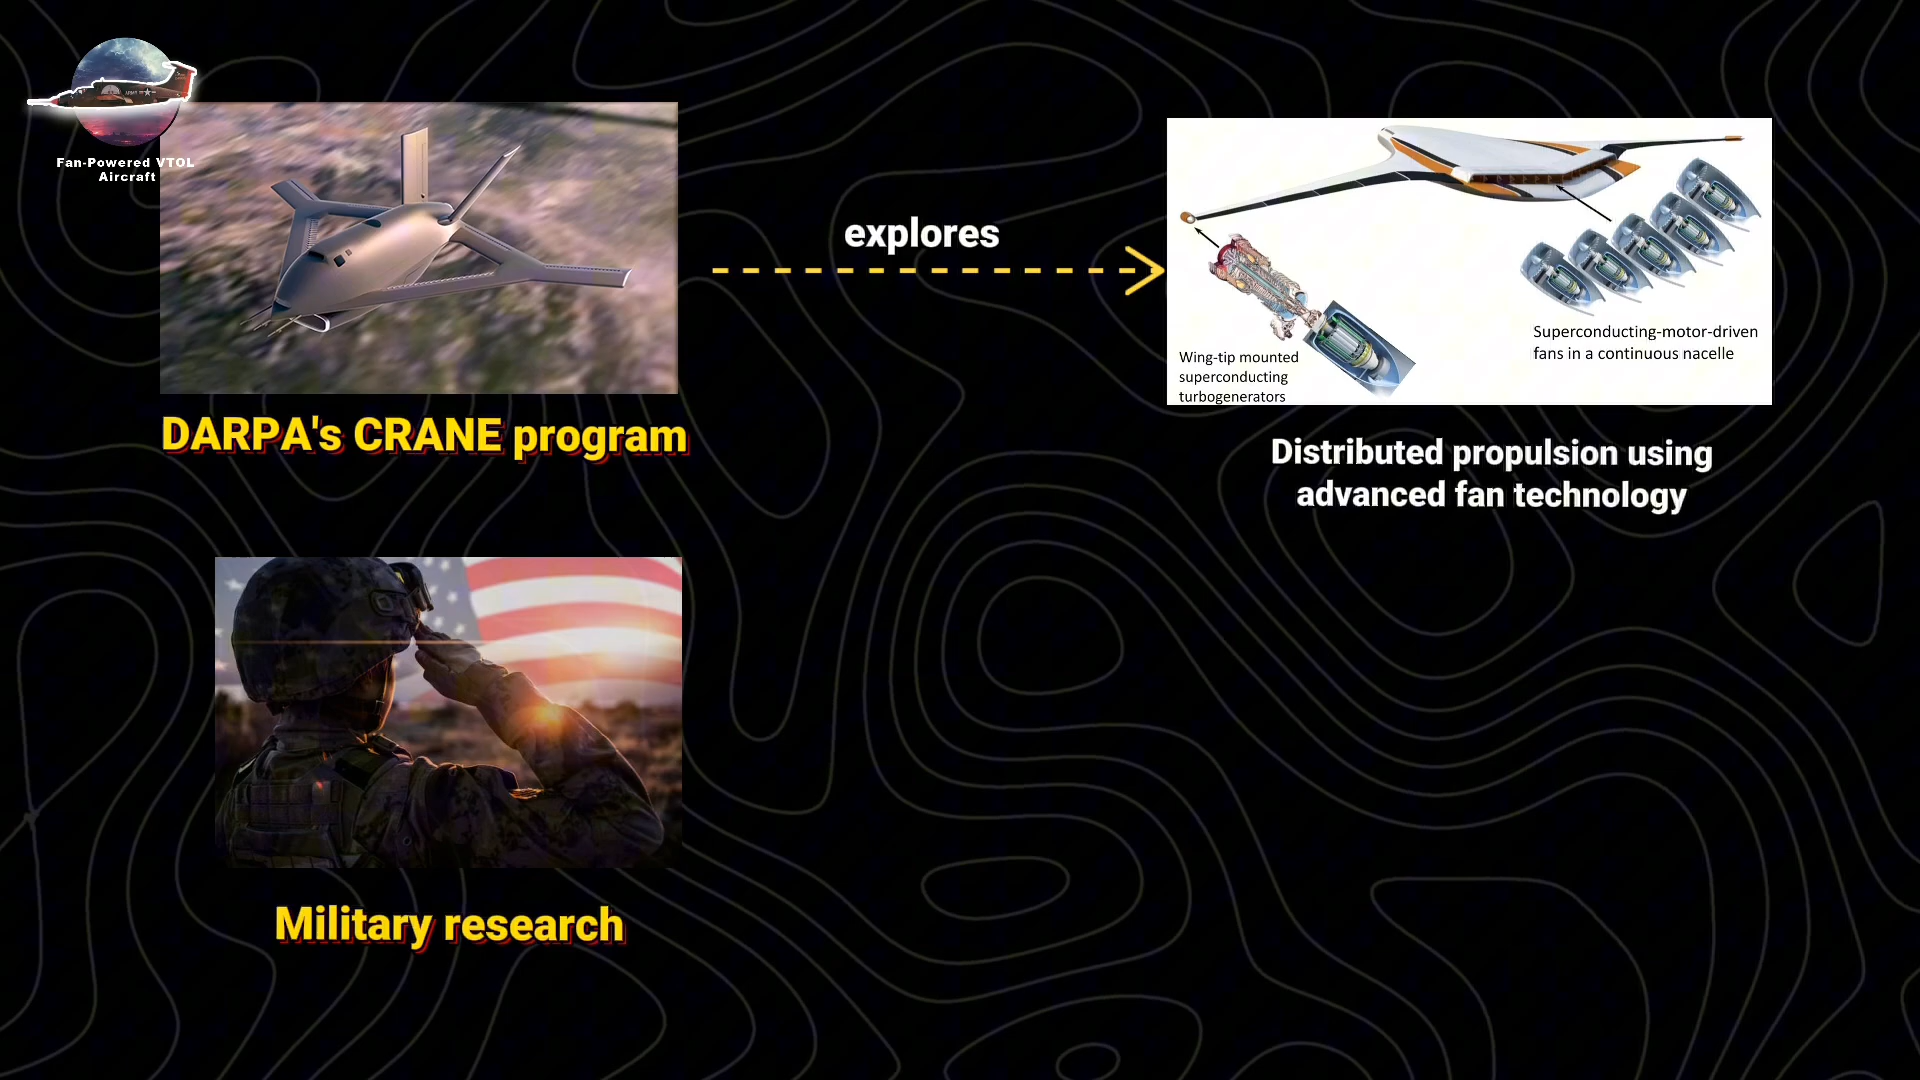 Fan-Powered VTOL
Aircraft
explores
Wing-tip mounted
superconducting
turbogenerators
Superconducting-motor-driven
fans in a continuous nacelle
DARPA's CRANE program
Distributed propulsion using
advanced fan technology
Military research